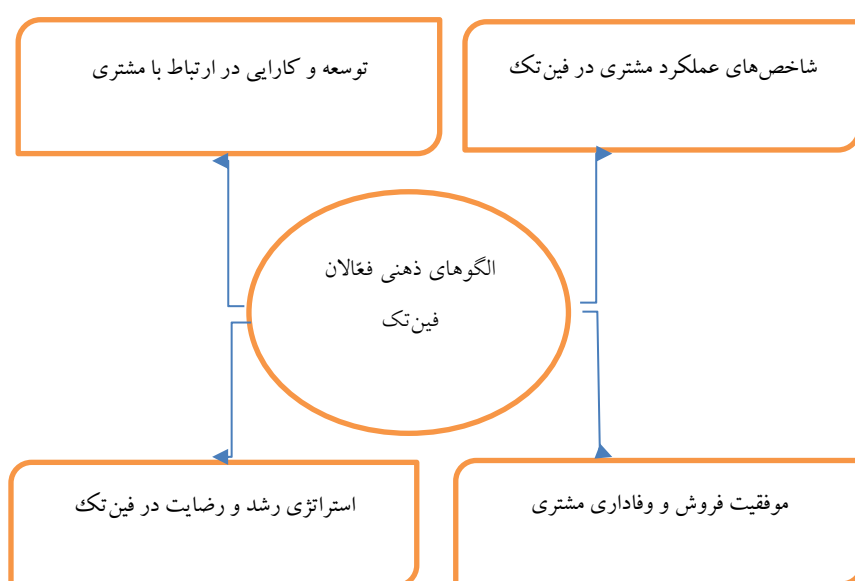 شاخص‌های عملکرد مشتری در فین‌تک
توسعه و کارایی در ارتباط با مشتری
الگوهای ذهنی فعّالان
فین‌تک
موفقیت فروش و وفاداری مشتری
استراتژی رشد و رضایت در فین‌تک